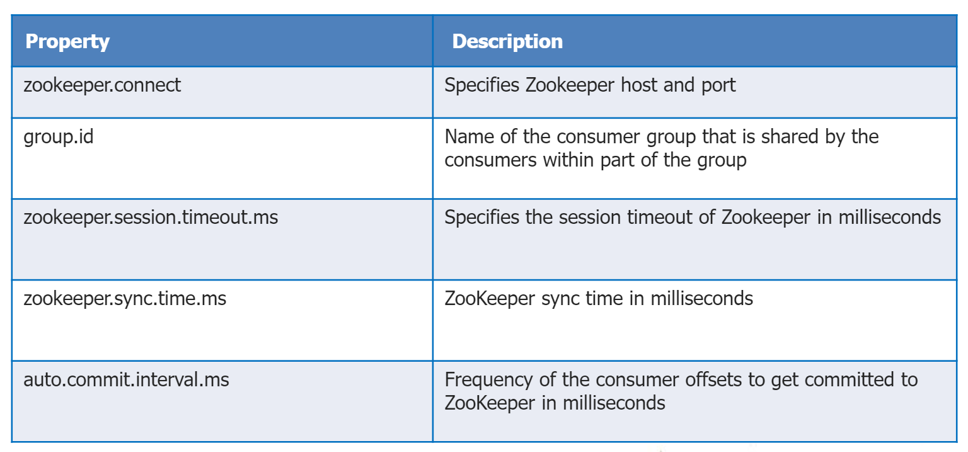 Property
Description
zookeeper.connect
Specifies Zookeeper host and port
group.id
Name of the consumer group that is shared by the
consumers within part of the group
zookeeper.session.timeout.ms
Specifies the session timeout of Zookeeper in milliseconds
zookeeper.sync.time.ms
ZooKeeper sync time in milliseconds
auto.commit.interval.ms
Frequency of the consumer offsets to get committed to
ZooKeeper in milliseconds